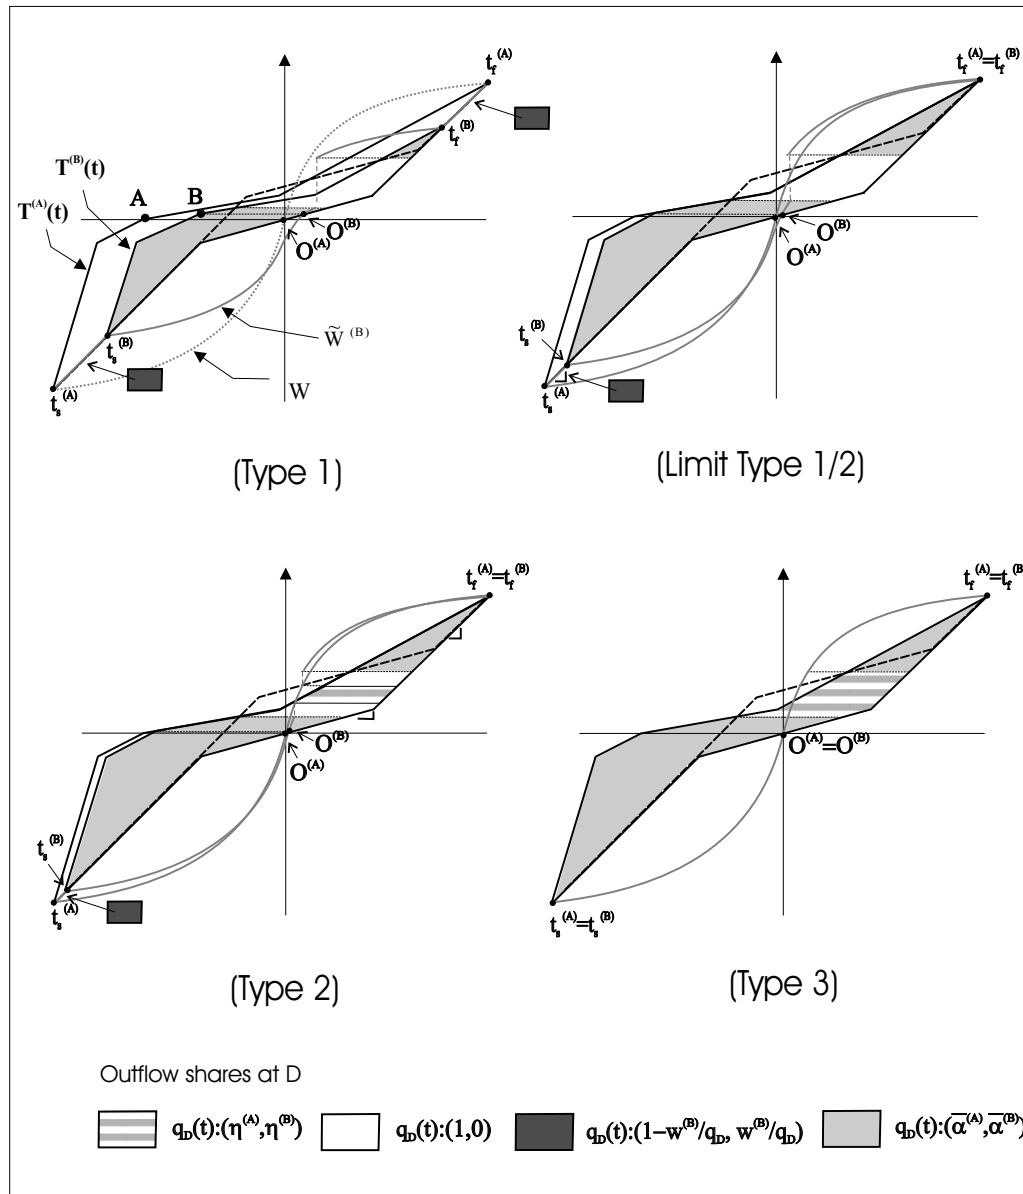 t_f^(A)
t_f^(B)
T^(B)(t)
T^(A)(t)
A
B
O^(B)
O^(A)
t_s^(B)
W̃^(B)
W
t_s^(A)
(Type 1)
t_f^(A)=t_f^(B)
O^(B)
O^(A)
t_s^(B)
t_s^(A)
(Limit Type 1/2)
t_f^(A)=t_f^(B)
O^(B)
O^(A)
t_s^(B)
t_s^(A)
(Type 2)
t_f^(A)=t_f^(B)
O^(A)=O^(B)
t_s^(A)=t_s^(B)
(Type 3)
Outflow shares at D
q_D(t):(η^(A),η^(B))
q_D(t):(1,0)
q_D(t):(1−w^(B)/q_D, w^(B)/q_D)
q_D(t):(α̅^(A),α̅^(B))